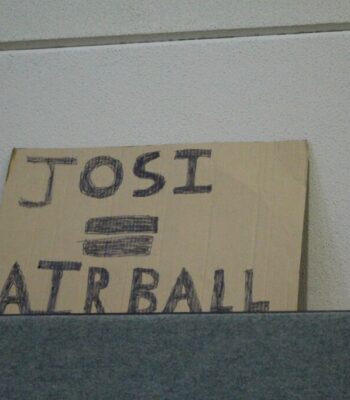 JOSI
=
AIRBALL